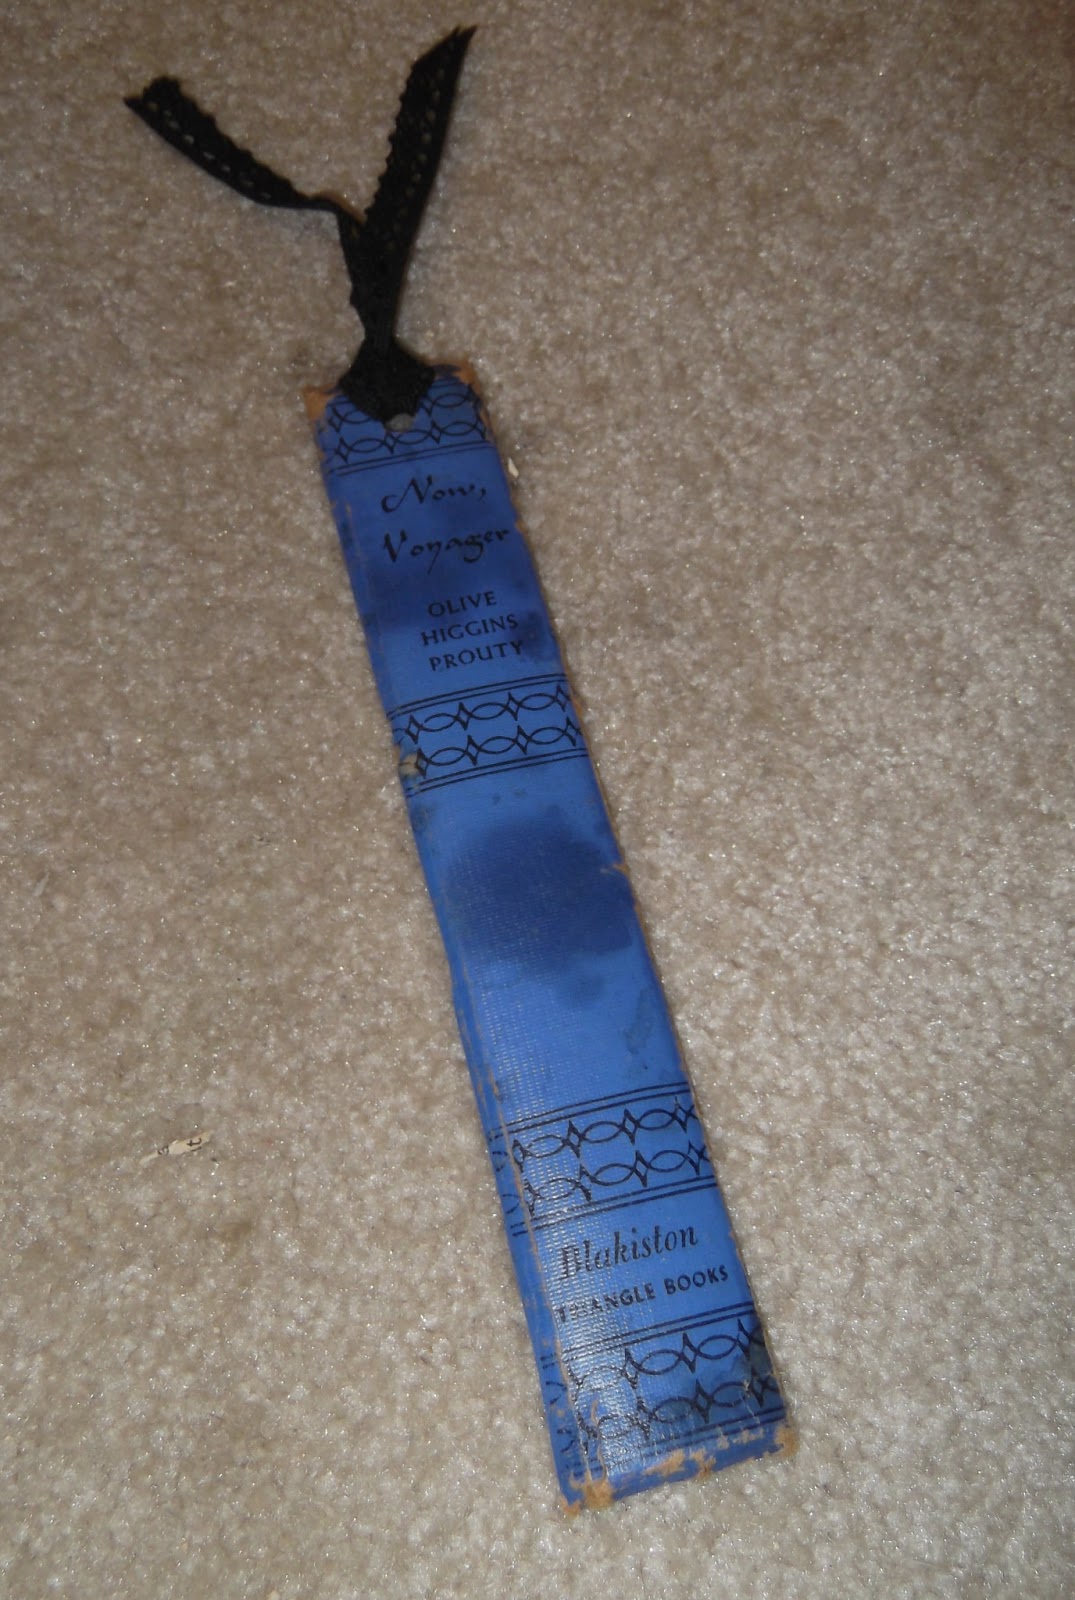 Now,
Voyager
OLIVE
HIGGINS
PROUTY
Blakiston
TRIANGLE BOOKS